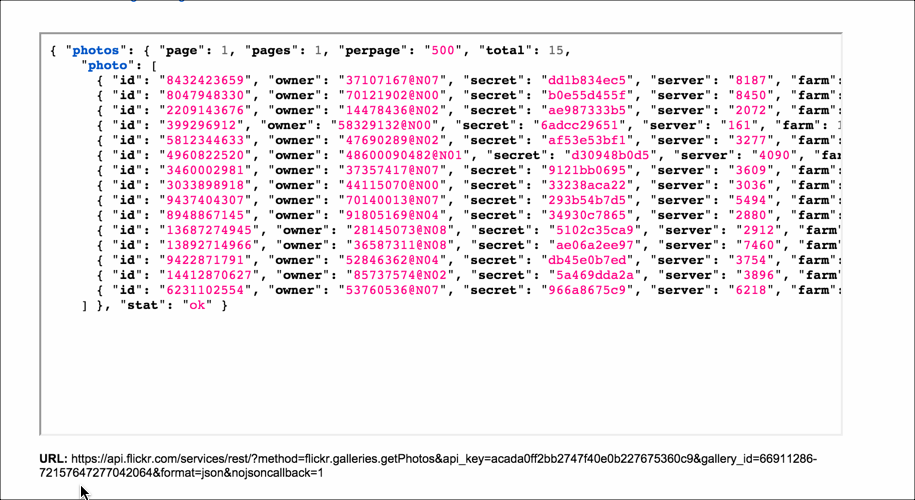 { "photos": { "page": 1, "pages": 1, "perpage": "500", "total": 15,
"photo": [
{ "id": "8432423659", "owner": "37107167@N07", "secret": "dd1b834ec5", "server": "8187", "farm":
{ "id": "8047948330", "owner": "70121902@N00", "secret": "b0e55d455f", "server": "8450", "farm":
{ "id": "2209143676", "owner": "14478436@N02", "secret": "ae987333b5", "server": "2072", "farm":
{ "id": "399296912", "owner": "58329132@N00", "secret": "6adcc29651", "server": "161", "farm":
{ "id": "5812344633", "owner": "47690289@N02", "secret": "af53e53bf1", "server": "3277", "farm":
{ "id": "4960822520", "owner": "48600090482@N01", "secret": "d30948b0d5", "server": "4090", "far
{ "id": "3460002981", "owner": "37357417@N07", "secret": "9121bb0695", "server": "3609", "farm":
{ "id": "3033898918", "owner": "44115070@N00", "secret": "33238aca22", "server": "3036", "farm":
{ "id": "9437404307", "owner": "70140013@N07", "secret": "293b54b7d5", "server": "5494", "farm":
{ "id": "8948867145", "owner": "91805169@N04", "secret": "34930c7865", "server": "2880", "farm":
{ "id": "13687274945", "owner": "28145073@N08", "secret": "5102c35ca9", "server": "2912", "farm"
{ "id": "13892714966", "owner": "36587311@N08", "secret": "ae06a2ee97", "server": "7460", "farm"
{ "id": "9422871791", "owner": "52846362@N04", "secret": "db45e0b7ed", "server": "3754", "farm":
{ "id": "14412870627", "owner": "85737574@N02", "secret": "5a469dda2a", "server": "3896", "farm"
{ "id": "6231102554", "owner": "53760536@N07", "secret": "966a8675c9", "server": "6218", "farm":
] }, "stat": "ok" }
URL: https://api.flickr.com/services/rest/?method=flickr.galleries.getPhotos&api_key=acada0ff2bb2747f40e0b227675360c9&gallery_id=66911286-
72157647277042064&format=json&nojsoncallback=1